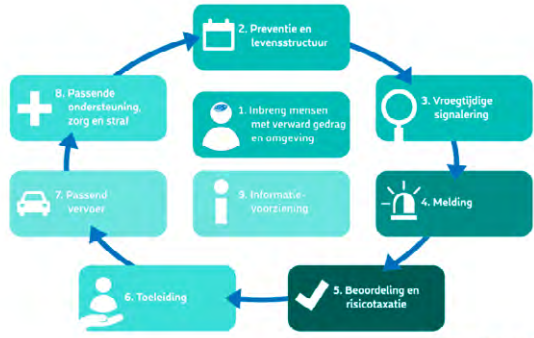 2. Preventie en
levensstructuur
8. Passende
ondersteuning,
zorg en straf
1. Inbreng mensen
met verward gedrag
en omgeving
3. Vroegtijdige
signalering
7. Passend
vervoer
9. Informatie-
voorziening
4. Melding
6. Toeleiding
5. Beoordeling en
risicotaxatie